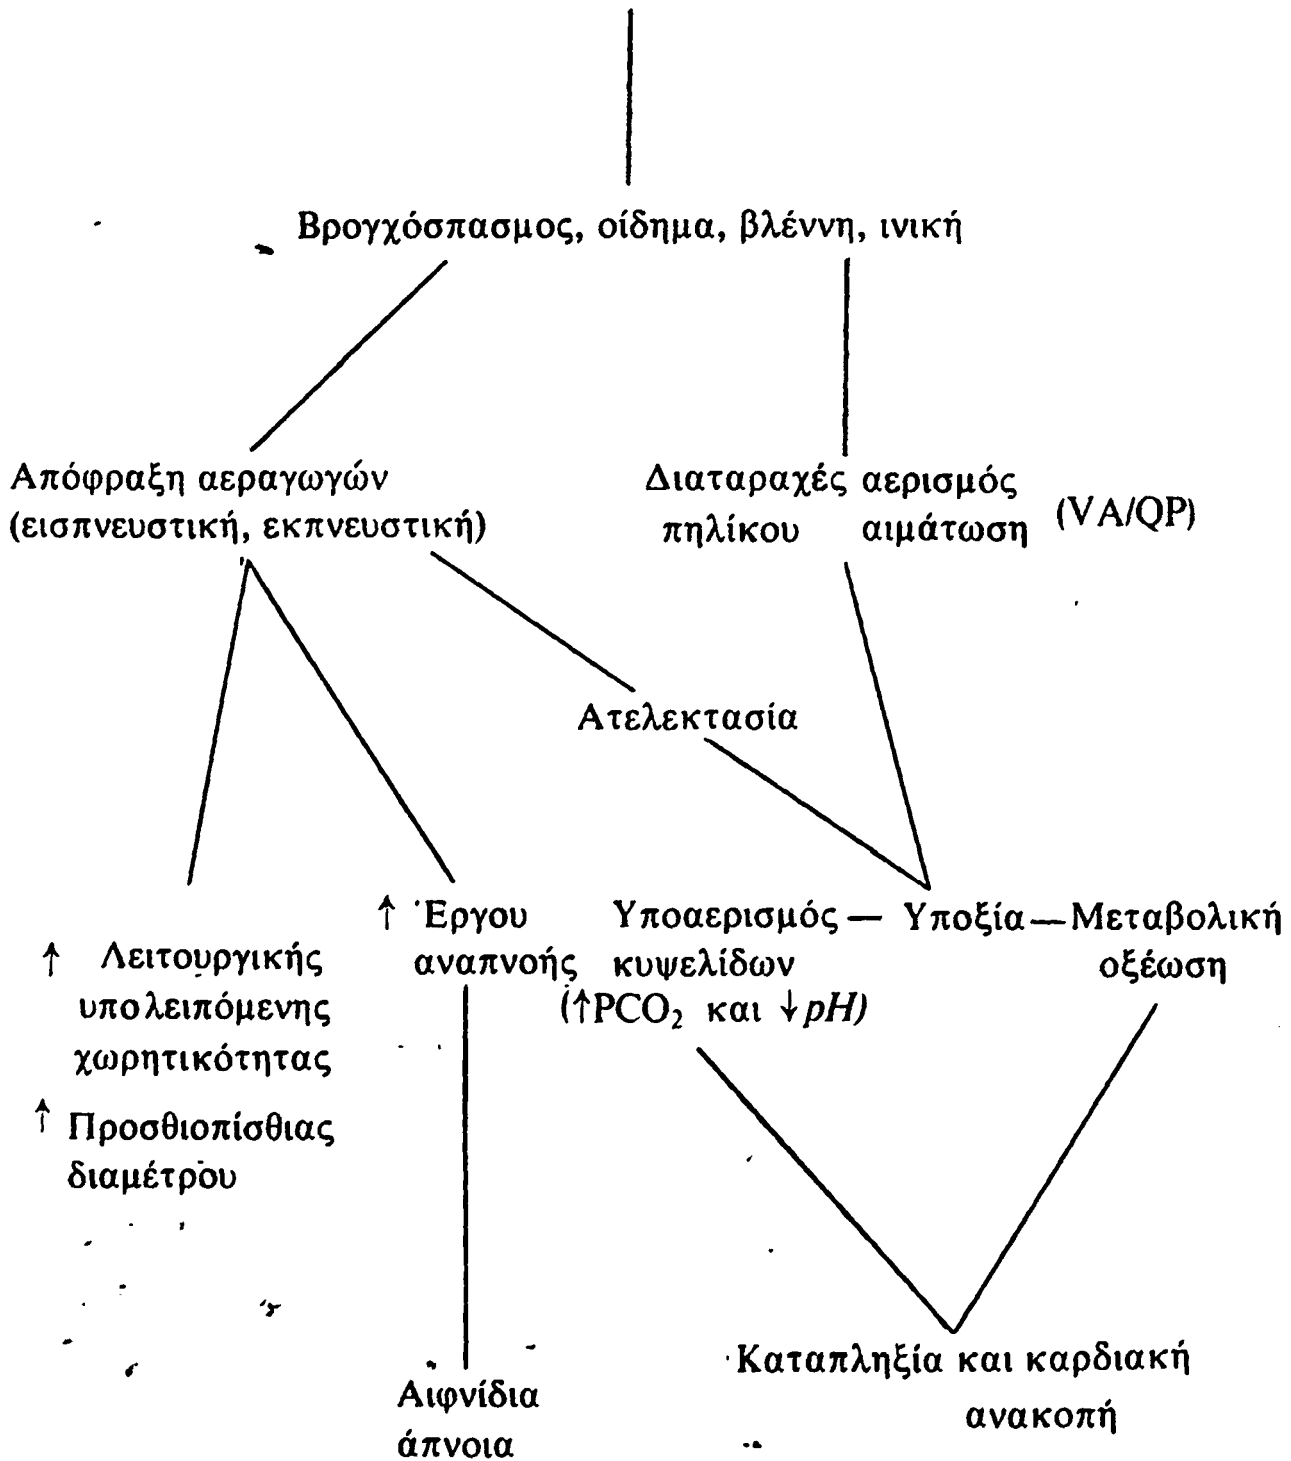 Βρογχόσπασμος, οίδημα, βλέννη, ινική
Απόφραξη αεραγωγών
(εισπνευστική, εκπνευστική)
Διαταραχές αερισμός
πηλίκου αιμάτωση (VA/QP)
Ατελεκτασία
↑ Λειτουργικής
υπολειπόμενης
χωρητικότητας
↑ Προσθιοπίσθιας
διαμέτρου
↑ Έργου
αναπνοής
Υποαερισμός — Υποξία — Μεταβολική
κυψελίδων οξέωση
(↑PCO₂ και ↓pH)
Αιφνίδια
άπνοια
Καταπληξία και καρδιακή
ανακοπή